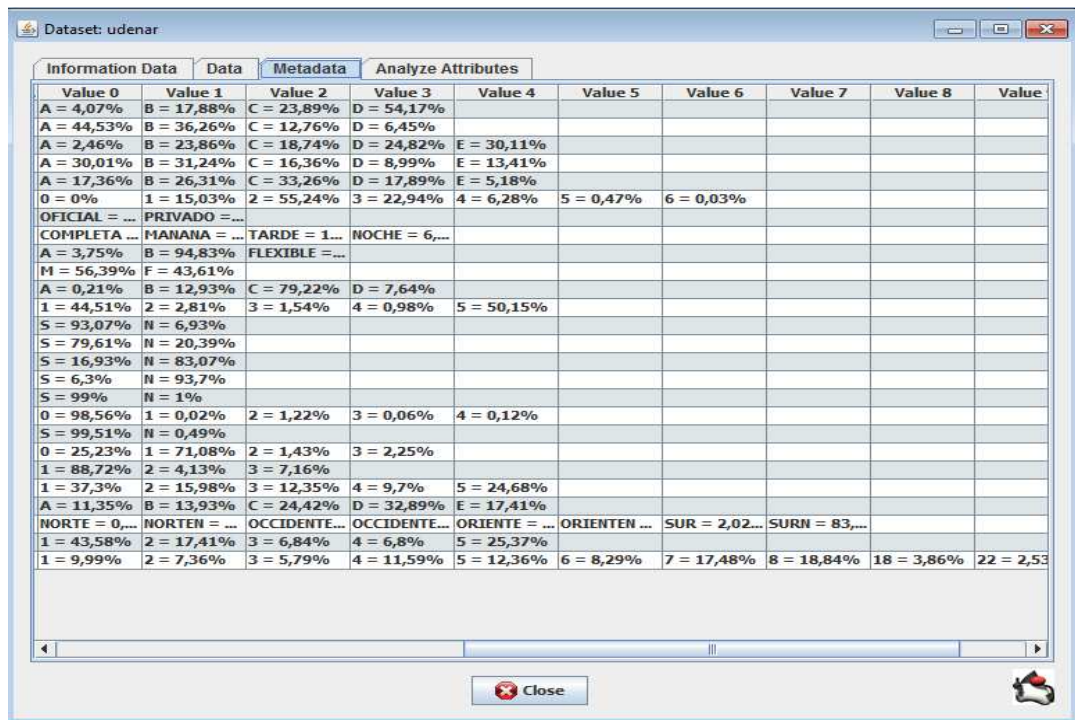 Dataset: udenar
Information Data Data Metadata Analyze Attributes
Value 0 Value 1 Value 2 Value 3 Value 4 Value 5 Value 6 Value 7 Value 8 Value
A = 4,07% B = 17,88% C = 23,89% D = 54,17%
A = 44,53% B = 36,26% C = 12,76% D = 6,45%
A = 2,46% B = 23,86% C = 18,74% D = 24,82% E = 30,11%
A = 30,01% B = 31,24% C = 16,36% D = 8,99% E = 13,41%
A = 17,36% B = 26,31% C = 33,26% D = 17,89% E = 5,18%
0 = 0% 1 = 15,03% 2 = 55,24% 3 = 22,94% 4 = 6,28% 5 = 0,47% 6 = 0,03%
OFICIAL = ... PRIVADO =...
COMPLETA ... MANANA = ... TARDE = 1... NOCHE = 6,...
A = 3,75% B = 94,83% FLEXIBLE =...
M = 56,39% F = 43,61%
A = 0,21% B = 12,93% C = 79,22% D = 7,64%
1 = 44,51% 2 = 2,81% 3 = 1,54% 4 = 0,98% 5 = 50,15%
S = 93,07% N = 6,93%
S = 79,61% N = 20,39%
S = 16,93% N = 83,07%
S = 6,3% N = 93,7%
S = 99% N = 1%
0 = 98,56% 1 = 0,02% 2 = 1,22% 3 = 0,06% 4 = 0,12%
S = 99,51% N = 0,49%
0 = 25,23% 1 = 71,08% 2 = 1,43% 3 = 2,25%
1 = 88,72% 2 = 4,13% 3 = 7,16%
1 = 37,3% 2 = 15,98% 3 = 12,35% 4 = 9,7% 5 = 24,68%
A = 11,35% B = 13,93% C = 24,42% D = 32,89% E = 17,41%
NORTE = 0,... NORTEN = ... OCCIDENTE... OCCIDENTE... ORIENTE = ... ORIENTEN ... SUR = 2,02... SURN = 83,...
1 = 43,58% 2 = 17,41% 3 = 6,84% 4 = 6,8% 5 = 25,37%
1 = 9,99% 2 = 7,36% 3 = 5,79% 4 = 11,59% 5 = 12,36% 6 = 8,29% 7 = 17,48% 8 = 18,84% 18 = 3,86% 22 = 2,53
Close